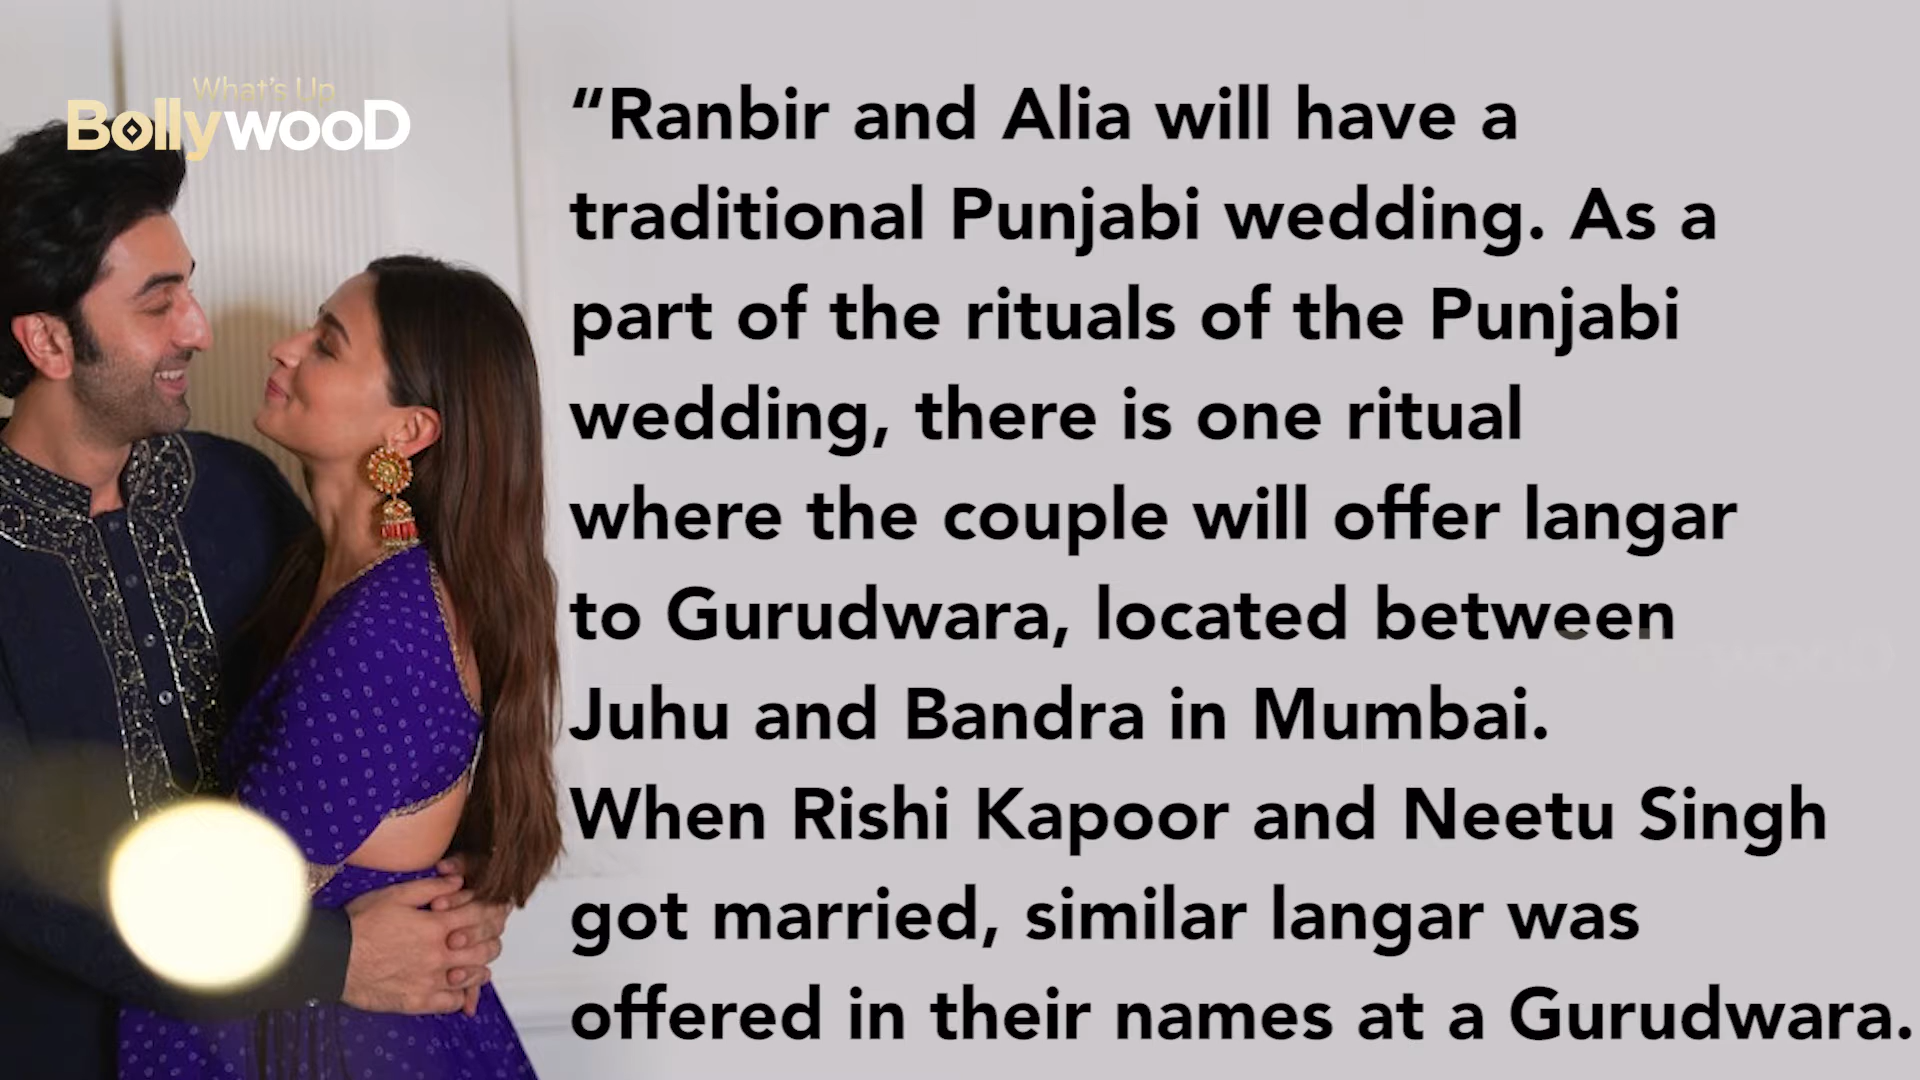 What's Up
BollywooD
“Ranbir and Alia will have a
traditional Punjabi wedding. As a
part of the rituals of the Punjabi
wedding, there is one ritual
where the couple will offer langar
to Gurudwara, located between
Juhu and Bandra in Mumbai.
When Rishi Kapoor and Neetu Singh
got married, similar langar was
offered in their names at a Gurudwara.